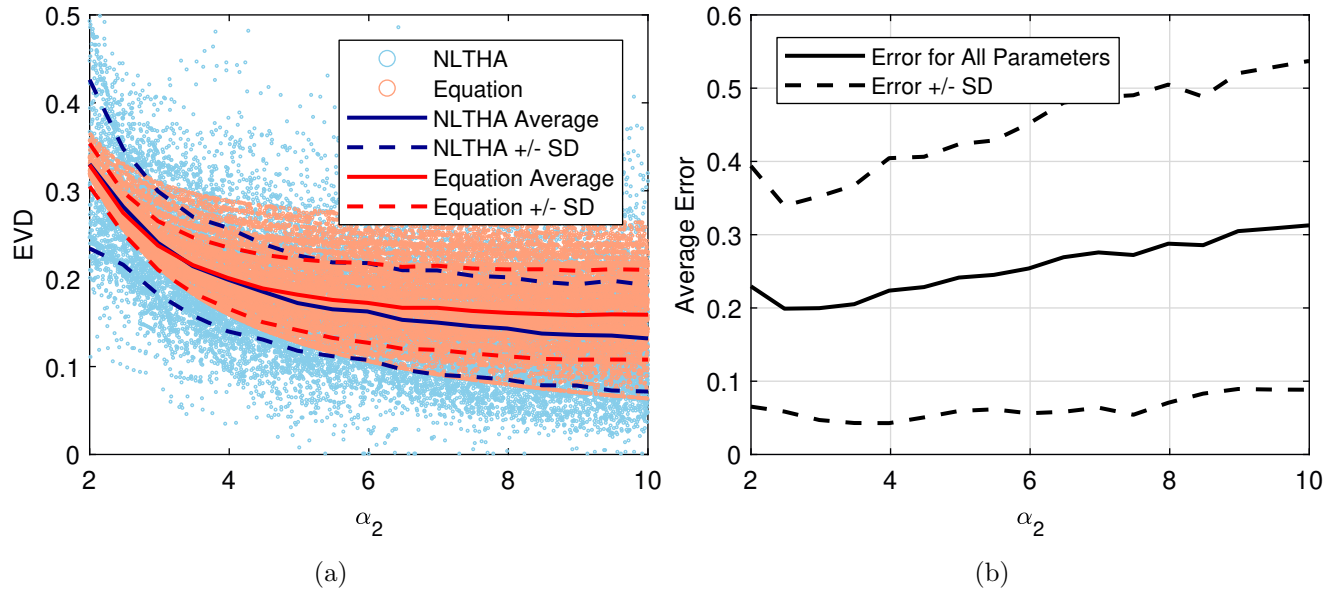 0.5
0.4
0.3
0.2
0.1
0
2
4
6
8
10
EVD
α2
NLTHA
Equation
NLTHA Average
NLTHA +/- SD
Equation Average
Equation +/- SD
(a)
0.6
0.5
0.4
0.3
0.2
0.1
0
2
4
6
8
10
Average Error
α2
Error for All Parameters
Error +/- SD
(b)